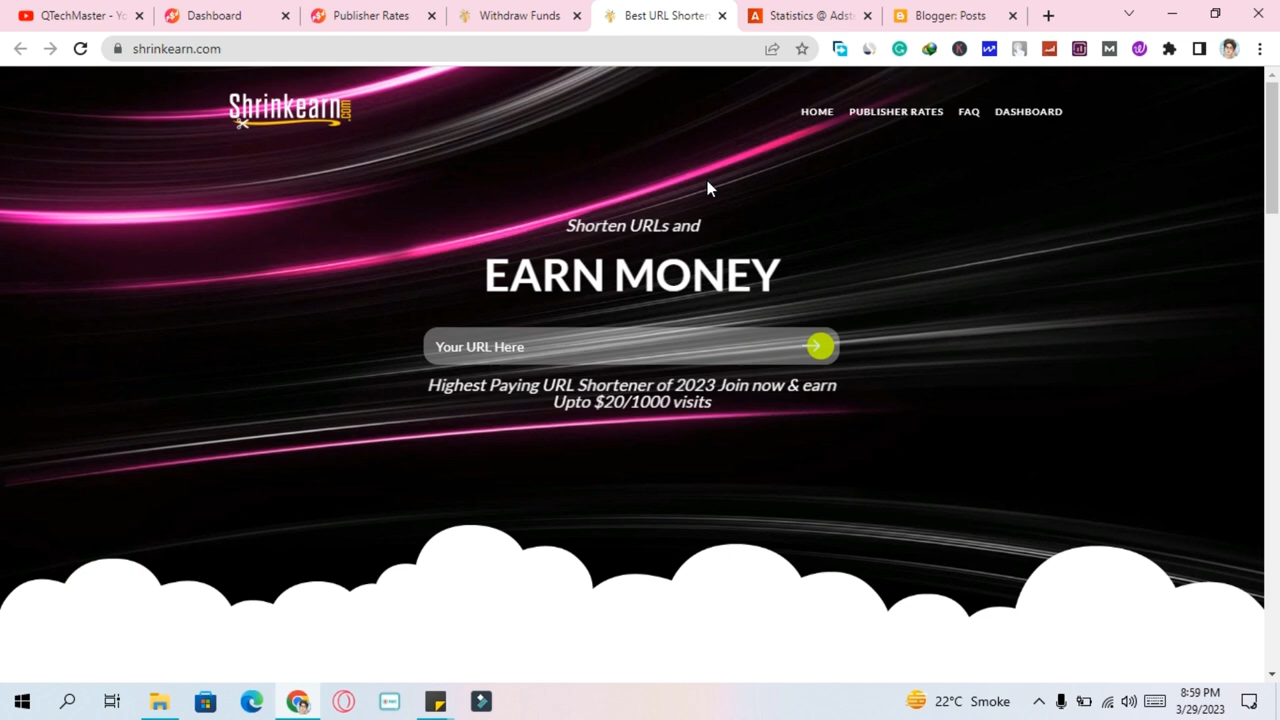 QTechMaster - Yo
Dashboard
Publisher Rates
Withdraw Funds
Best URL Shorten
Statistics @ Adst
Blogger: Posts
shrinkearn.com
Shrinkearn.com
HOME
PUBLISHER RATES
FAQ
DASHBOARD
Shorten URLs and
EARN MONEY
Your URL Here
Highest Paying URL Shortener of 2023 Join now & earn
Upto $20/1000 visits
22°C Smoke
8:59 PM
3/29/2023